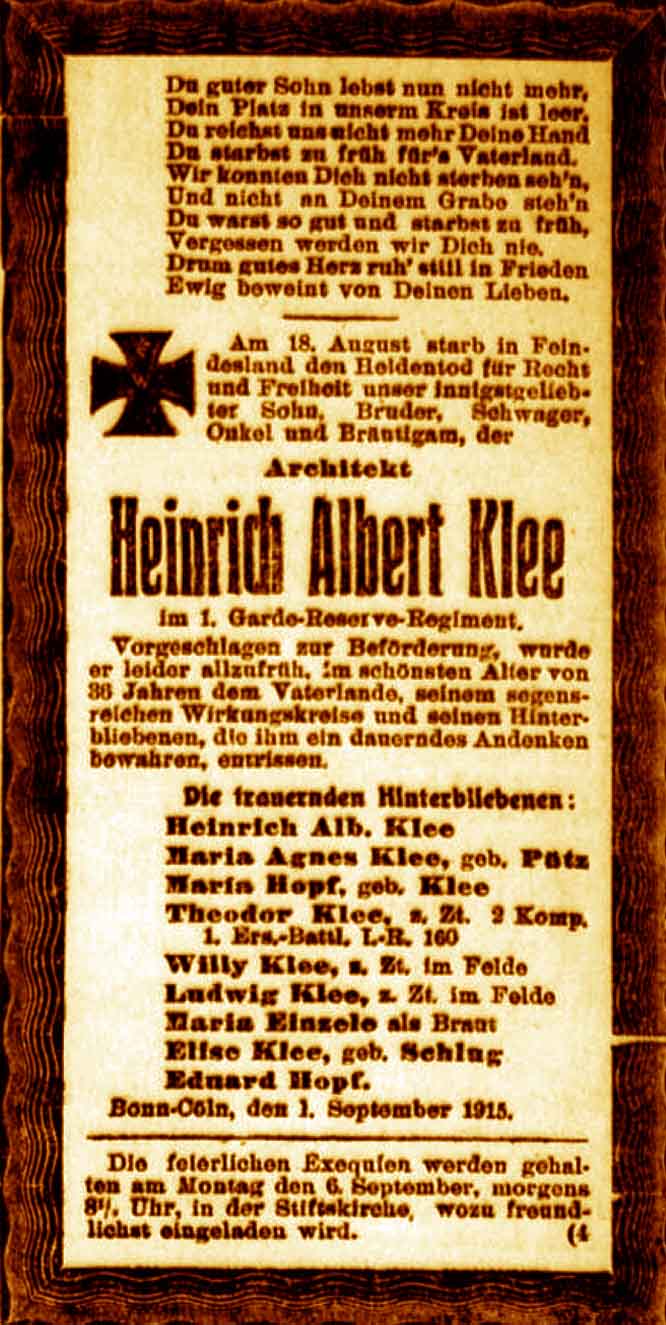 Du guter Sohn lebst nun nicht mehr,
Dein Platz in unserm Kreis ist leer.
Du reichst uns nicht mehr Deine Hand
Du starbst zu früh für's Vaterland.
Wir konnten Dich nicht sterben seh'n,
Und nicht an Deinem Grabe steh'n
Du warst so gut und starbst zu früh,
Vergessen werden wir Dich nie.
Drum gutes Herz ruh' still in Frieden
Ewig beweint von Deinen Lieben.
Am 18. August starb in Fein-
desland den Heldentod für Recht
und Freiheit unser innigstgelieb-
ter Sohn, Bruder, Schwager,
Onkel und Bräutigam, der
Architekt
Heinrich Albert Klee
im 1. Garde-Reserve-Regiment.
Vorgeschlagen zur Beförderung, wurde
er leider allzufrüh, im schönsten Alter von
36 Jahren dem Vaterlande, seinem segens-
reichen Wirkungskreise und seinen Hinter-
bliebenen, die ihm ein dauerndes Andenken
bewahren, entrissen.
Die trauernden Hinterbliebenen:
Heinrich Alb. Klee
Maria Agnes Klee, geb. Pütz
Maria Hopf, geb. Klee
Theodor Klee, z. Zt. 2 Komp.
1. Ers.-Battl. I.-R. 160
Willy Klee, z. Zt. im Felde
Ludwig Klee, z. Zt. im Felde
Maria Einzele als Braut
Elise Klee, geb. Schlug
Eduard Hopf.
Bonn-Cöln, den 1. September 1915.
Die feierlichen Exequien werden gehal-
ten am Montag den 6. September, morgens
8½ Uhr, in der Stiftskirche, wozu freund-
lichst eingeladen wird. (4